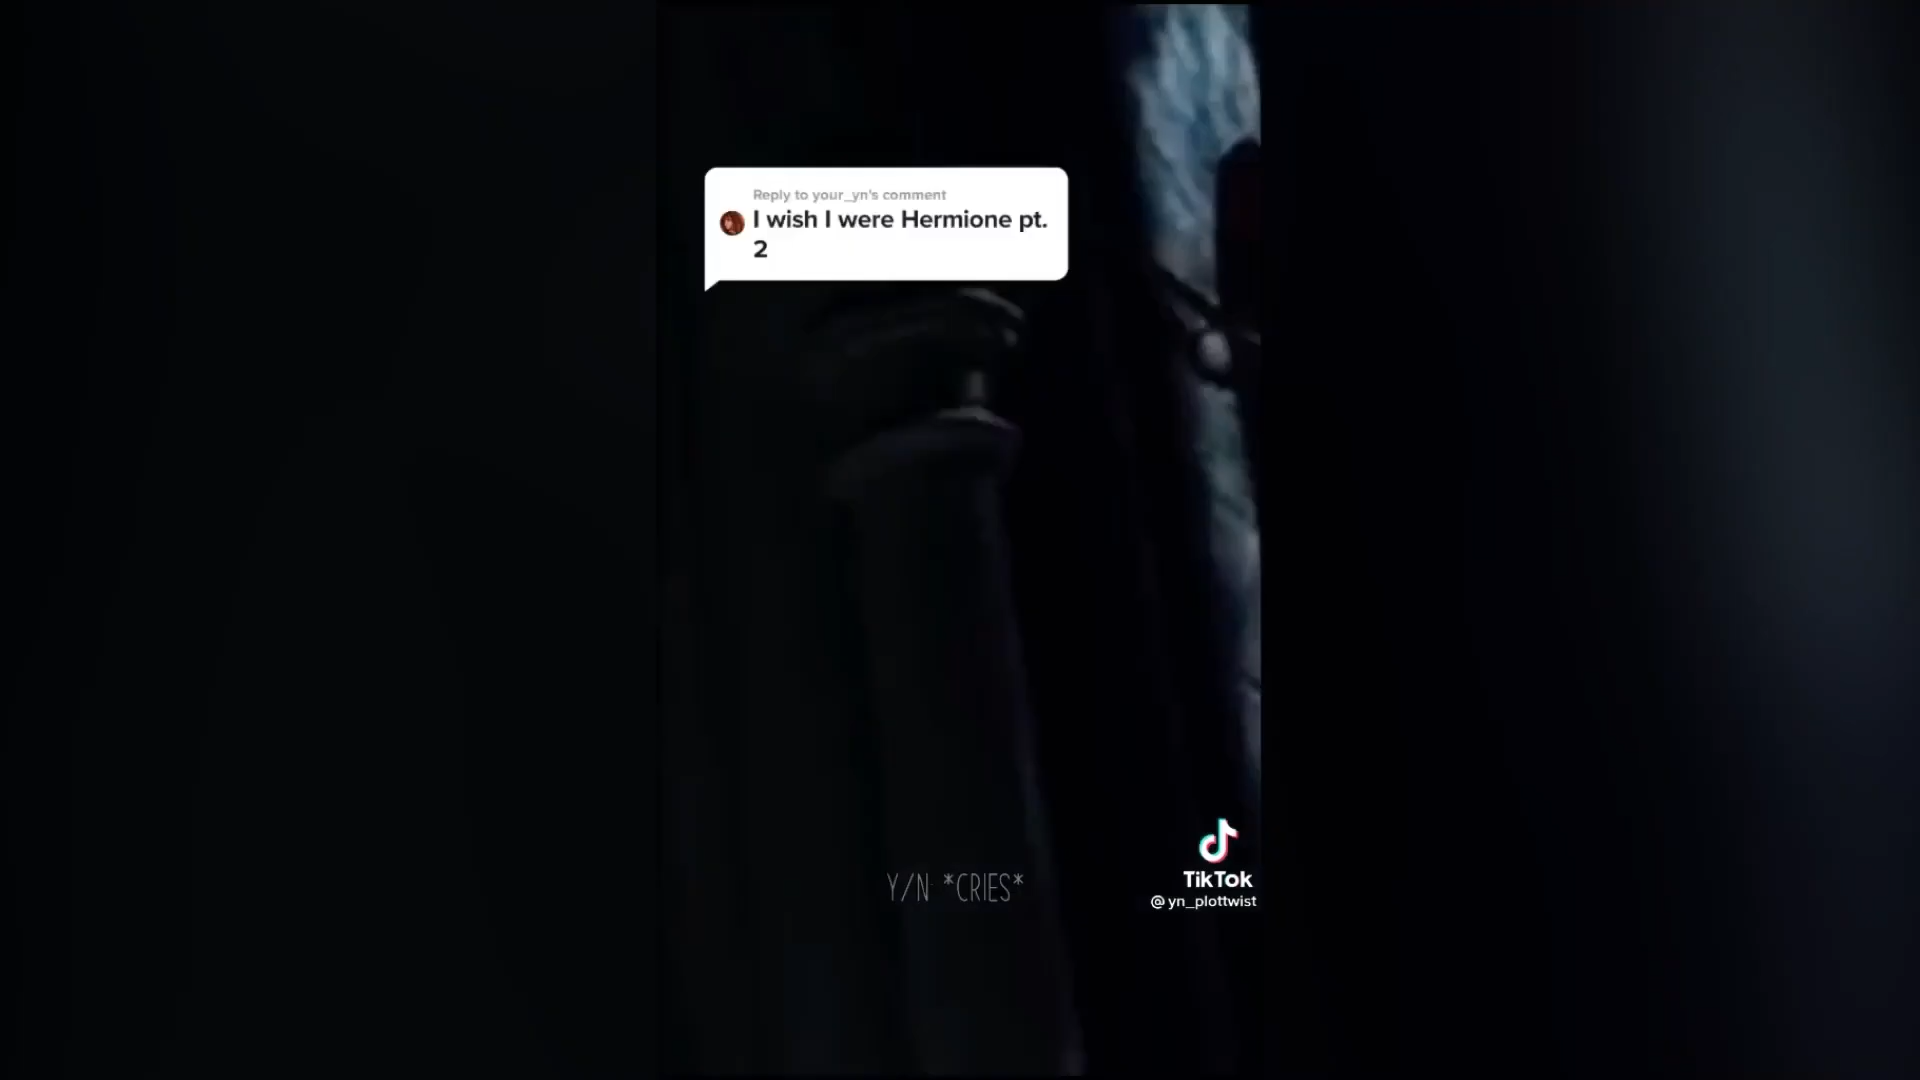 Reply to your_yn's comment
I wish I were Hermione pt.
2
Y/N *CRIES*
TikTok
@yn_plottwist